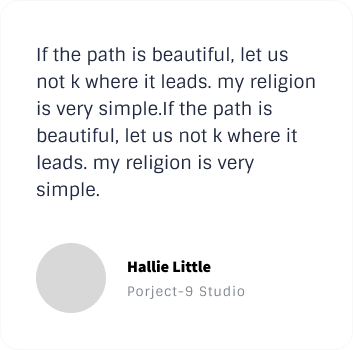 If the path is beautiful, let us
not k where it leads. my religion
is very simple.If the path is
beautiful, let us not k where it
leads. my religion is very
simple.
Hallie Little
Porject-9 Studio